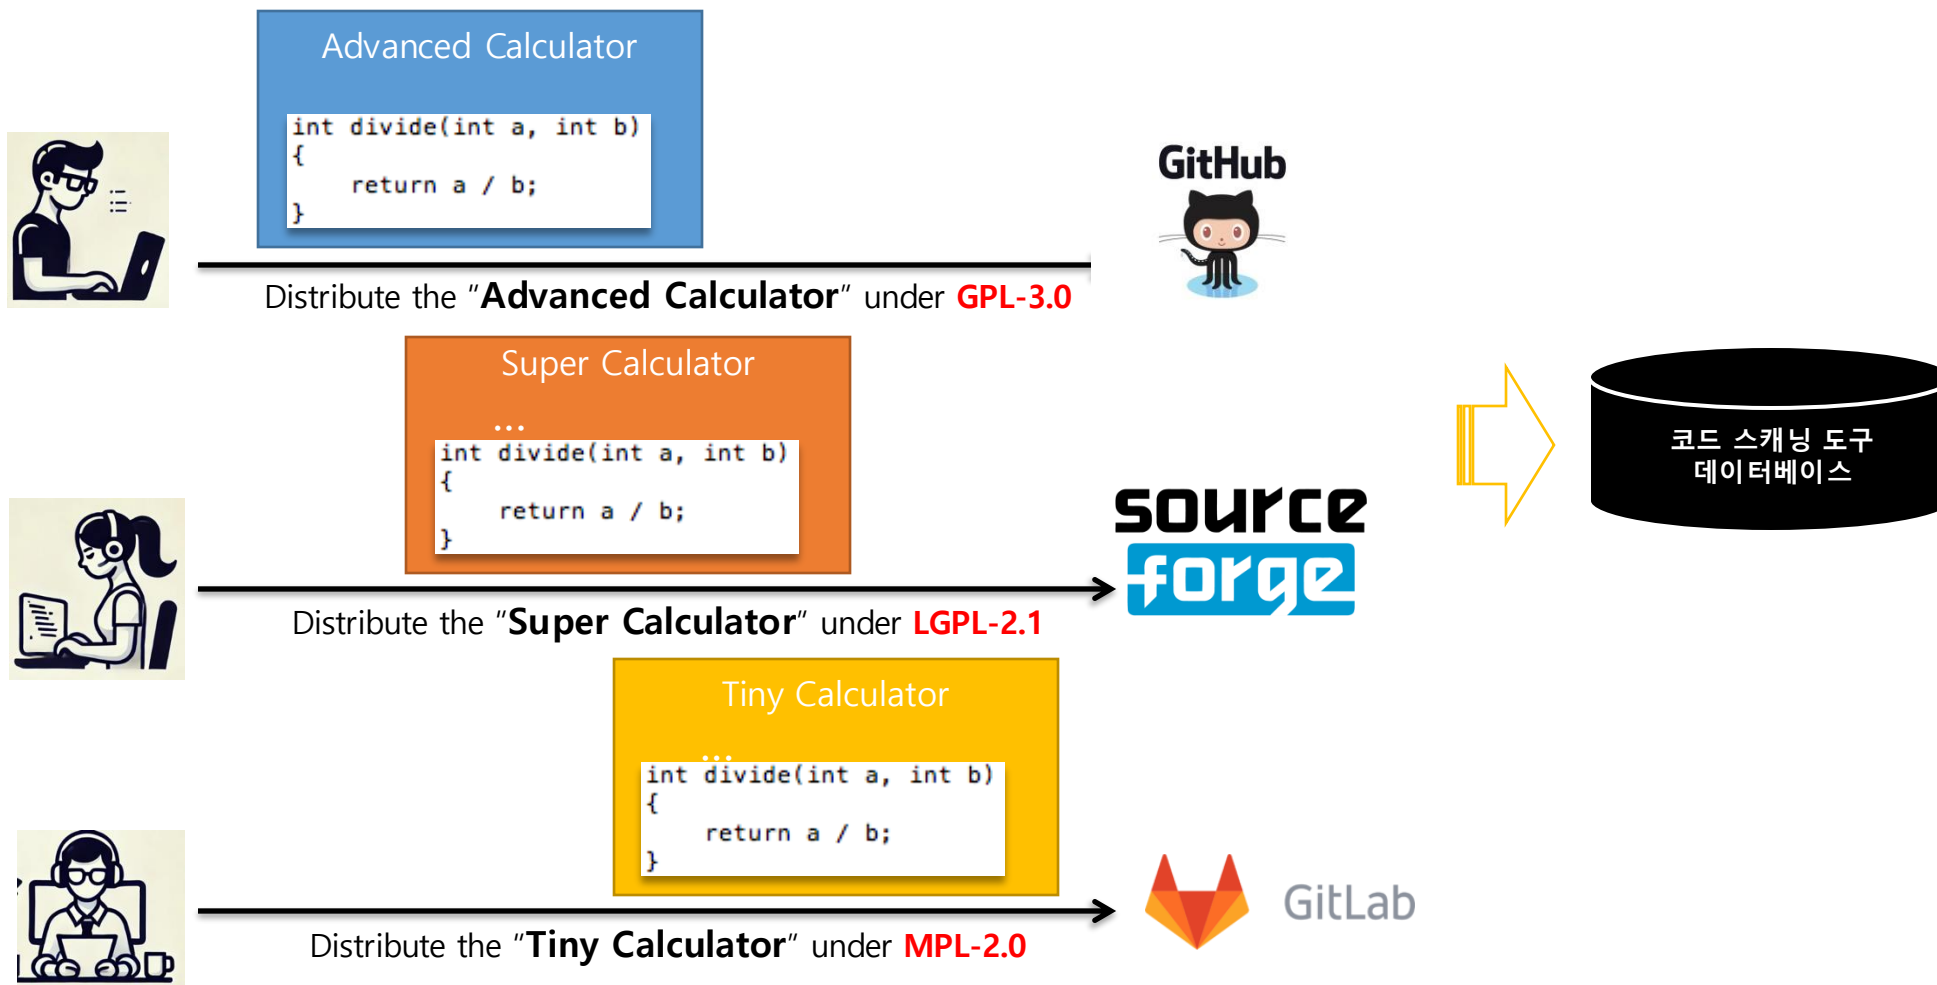 Advanced Calculator
int divide(int a, int b)
{
return a / b;
}
Distribute the "Advanced Calculator" under GPL-3.0
GitHub
Super Calculator
...
int divide(int a, int b)
{
return a / b;
}
Distribute the "Super Calculator" under LGPL-2.1
source
forge
코드 스캐닝 도구
데이터베이스
Tiny Calculator
...
int divide(int a, int b)
{
return a / b;
}
Distribute the "Tiny Calculator" under MPL-2.0
GitLab